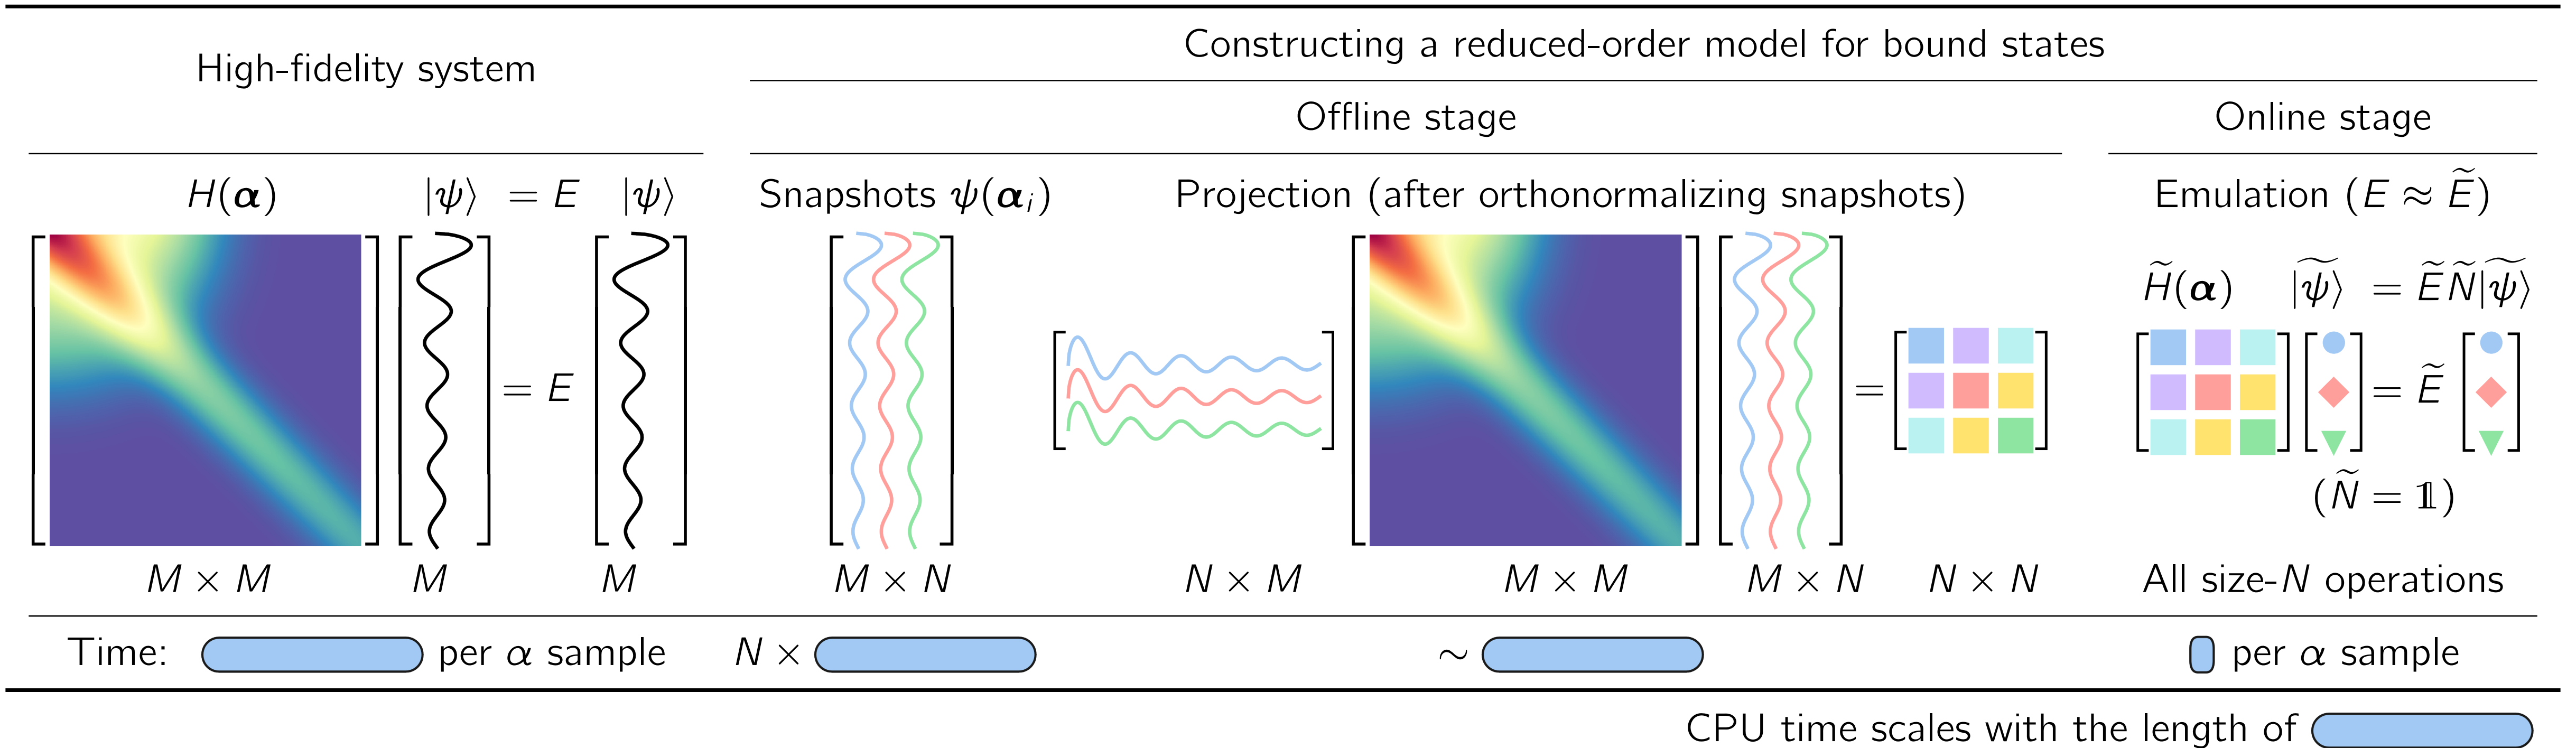 High-fidelity system
Constructing a reduced-order model for bound states
Offline stage
Online stage
H(α) |ψ⟩ = E |ψ⟩
Snapshots ψ(αᵢ)
Projection (after orthonormalizing snapshots)
Emulation (E ≈ Ẽ)
H̃(α) |ψ⟩̃ = ẼÑ|ψ⟩̃
= E
=
= Ẽ
(Ñ = 𝟙)
M × M
M
M
M × N
N × M
M × M
M × N
N × N
All size-N operations
Time: per α sample
N ×
∼
per α sample
CPU time scales with the length of